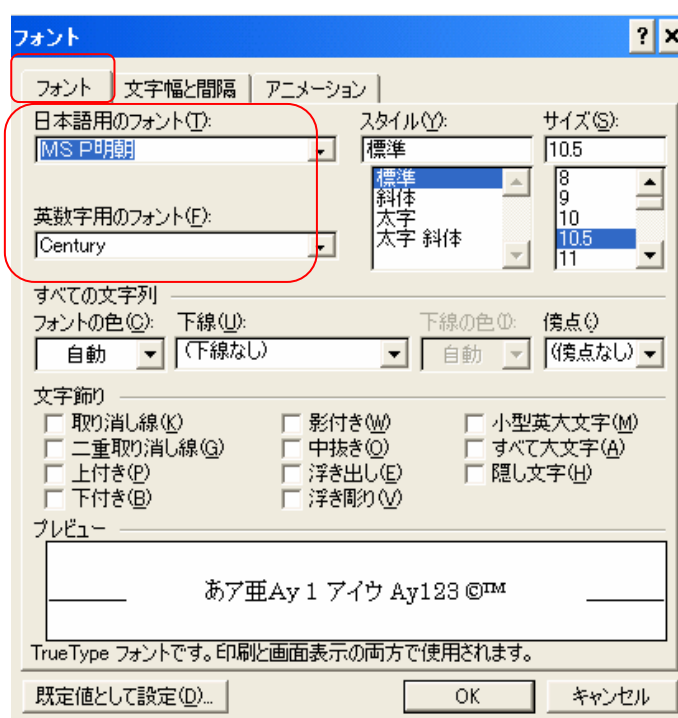 フォント
フォント 文字幅と間隔 アニメーション
日本語用のフォント(T): スタイル(Y): サイズ(S):
MS P明朝 標準 10.5
標準 8
斜体 9
英数字用のフォント(F): 太字 10
太字 斜体 10.5
Century 11
すべての文字列
フォントの色(C): 下線(U): 下線の色(I): 傍点(·)
自動 (下線なし) 自動 (傍点なし)
文字飾り
取り消し線(K) 影付き(W) 小型英大文字(M)
二重取り消し線(G) 中抜き(O) すべて大文字(A)
上付き(P) 浮き出し(E) 隠し文字(H)
下付き(B) 浮き彫り(V)
プレビュー
あア亜Ay 1 アイウ Ay123 ©™
TrueType フォントです。印刷と画面表示の両方で使用されます。
既定値として設定(D)... OK キャンセル